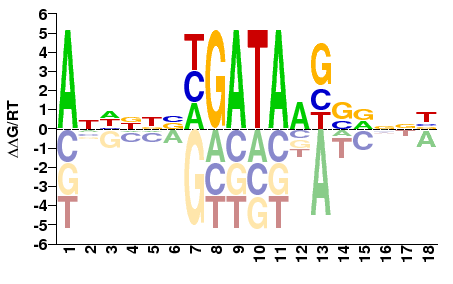 6
5
4
3
2
1
0
-1
-2
-3
-4
-5
-6
ΔΔG/RT
A T A G T C T G A T A A G G G T
T T T C C G C C A
A T
C C G C C A G A C A C C A A C A
G C G C G G T T
T T T G T
1 2 3 4 5 6 7 8 9 10 11 12 13 14 15 16 17 18